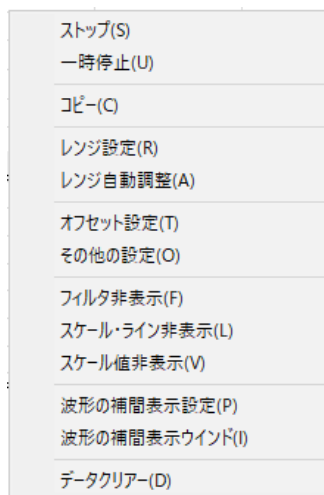 ストップ(S)
一時停止(U)
コピー(C)
レンジ設定(R)
レンジ自動調整(A)
オフセット設定(T)
その他の設定(O)
フィルタ非表示(F)
スケール・ライン非表示(L)
スケール値非表示(V)
波形の補間表示設定(P)
波形の補間表示ウインド(I)
データクリアー(D)